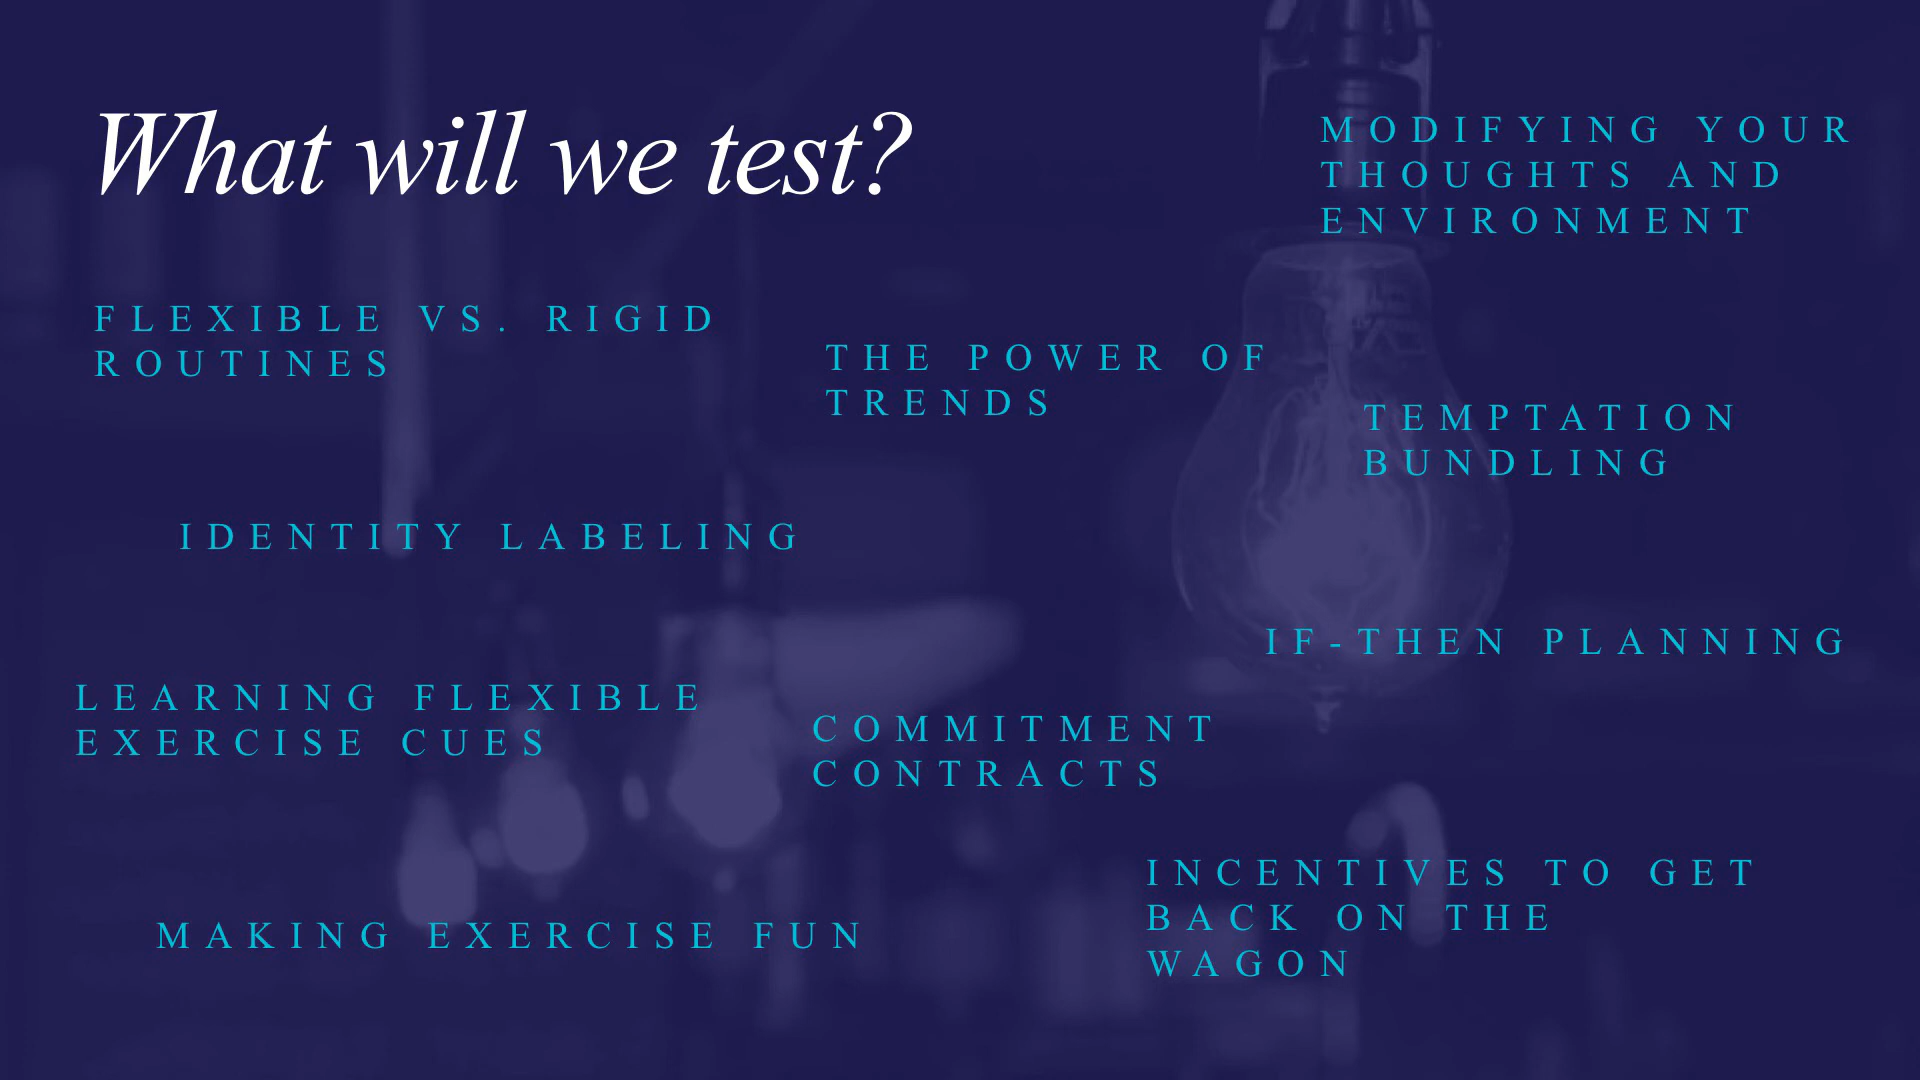 What will we test?
MODIFYING YOUR
THOUGHTS AND
ENVIRONMENT
FLEXIBLE VS. RIGID
ROUTINES
THE POWER OF
TRENDS
TEMPTATION
BUNDLING
IDENTITY LABELING
IF-THEN PLANNING
LEARNING FLEXIBLE
EXERCISE CUES
COMMITMENT
CONTRACTS
INCENTIVES TO GET
BACK ON THE
WAGON
MAKING EXERCISE FUN